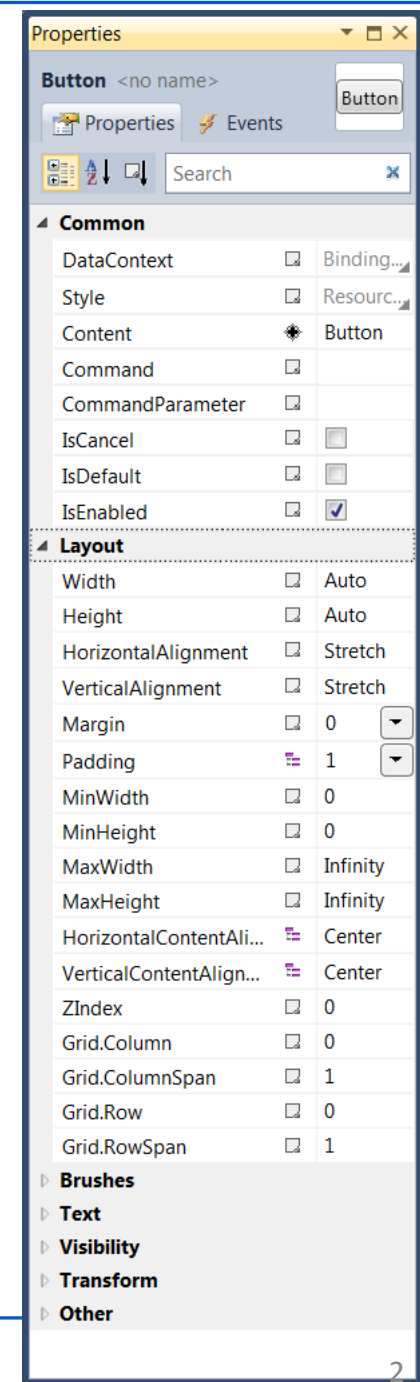 Properties
Button <no name>
Button
Properties Events
Search
Common
DataContext Binding...
Style Resourc...
Content Button
Command
CommandParameter
IsCancel
IsDefault
IsEnabled
Layout
Width Auto
Height Auto
HorizontalAlignment Stretch
VerticalAlignment Stretch
Margin 0
Padding 1
MinWidth 0
MinHeight 0
MaxWidth Infinity
MaxHeight Infinity
HorizontalContentAli... Center
VerticalContentAlign... Center
ZIndex 0
Grid.Column 0
Grid.ColumnSpan 1
Grid.Row 0
Grid.RowSpan 1
Brushes
Text
Visibility
Transform
Other
2